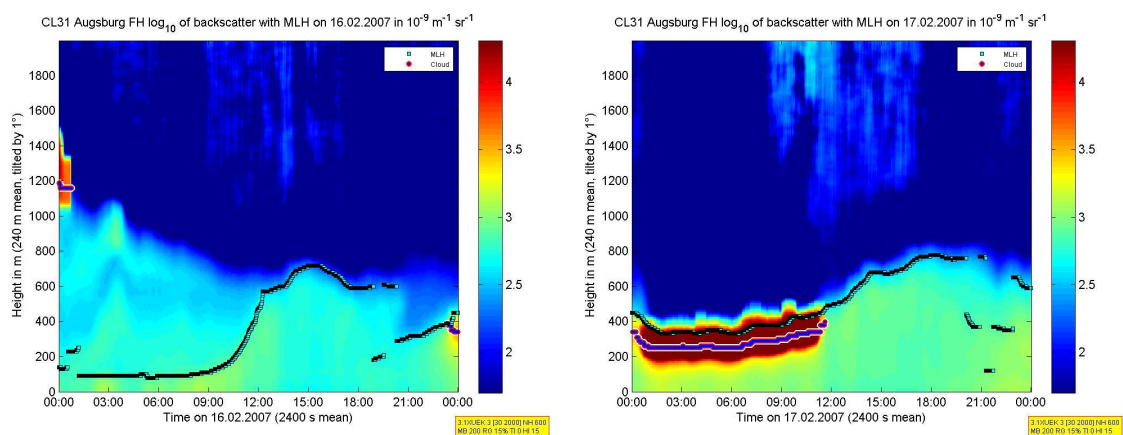 CL31 Augsburg FH log10 of backscatter with MLH on 16.02.2007 in 10-9 m-1 sr-1
MLH
Cloud
Height in m (240 m mean, tilted by 1°)
1800
1600
1400
1200
1000
800
600
400
200
0
00:00 03:00 06:00 09:00 12:00 15:00 18:00 21:00 00:00
Time on 16.02.2007 (2400 s mean)
4
3.5
3
2.5
2
3.1XUEK 3 [30 2000] NH 600
MB 200 RG 15% TI 0 HI 15
CL31 Augsburg FH log10 of backscatter with MLH on 17.02.2007 in 10-9 m-1 sr-1
MLH
Cloud
Height in m (240 m mean, tilted by 1°)
1800
1600
1400
1200
1000
800
600
400
200
0
00:00 03:00 06:00 09:00 12:00 15:00 18:00 21:00 00:00
Time on 17.02.2007 (2400 s mean)
4
3.5
3
2.5
2
3.1XUEK 3 [30 2000] NH 600
MB 200 RG 15% TI 0 HI 15